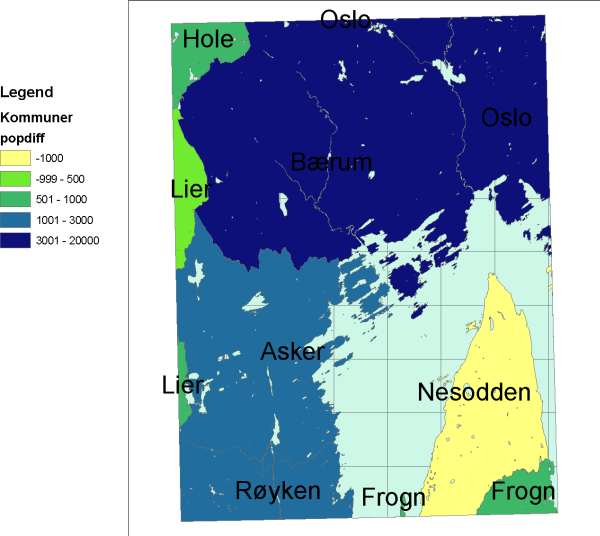 Legend
Kommuner
popdiff
-1000
-999 - 500
501 - 1000
1001 - 3000
3001 - 20000
Oslo
Hole
Oslo
Bærum
Lier
Asker
Lier
Nesodden
Røyken
Frogn
Frogn